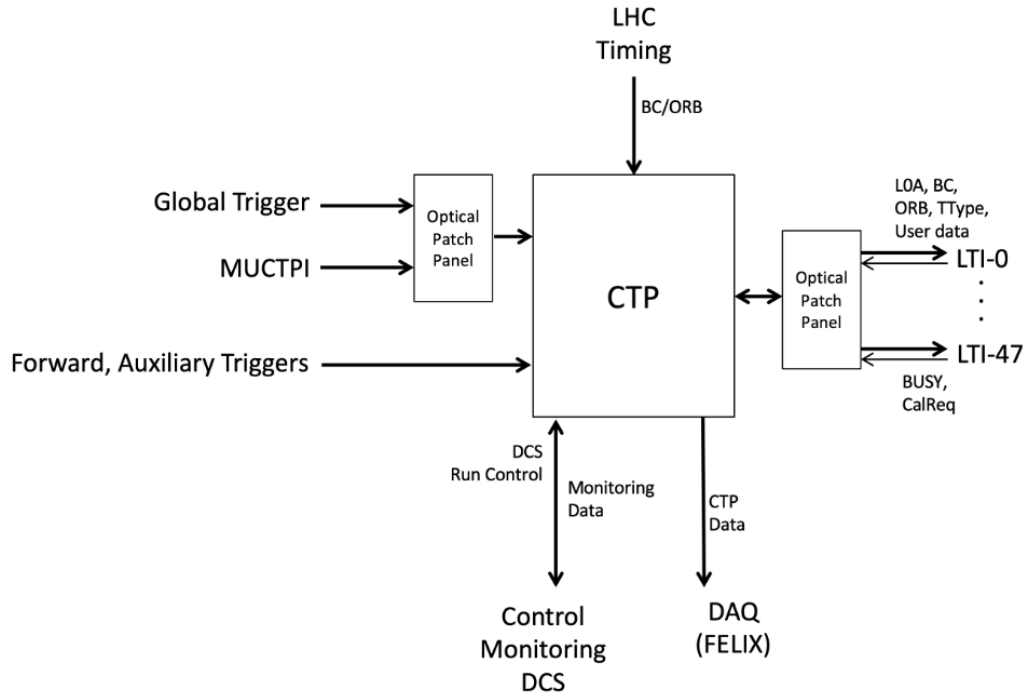 LHC
Timing
BC/ORB
Global Trigger
MUCTPI
Optical
Patch
Panel
Forward, Auxiliary Triggers
CTP
Optical
Patch
Panel
L0A, BC,
ORB, TType,
User data
LTI-0
LTI-47
BUSY,
CalReq
DCS
Run Control
Monitoring
Data
CTP
Data
Control
Monitoring
DCS
DAQ
(FELIX)